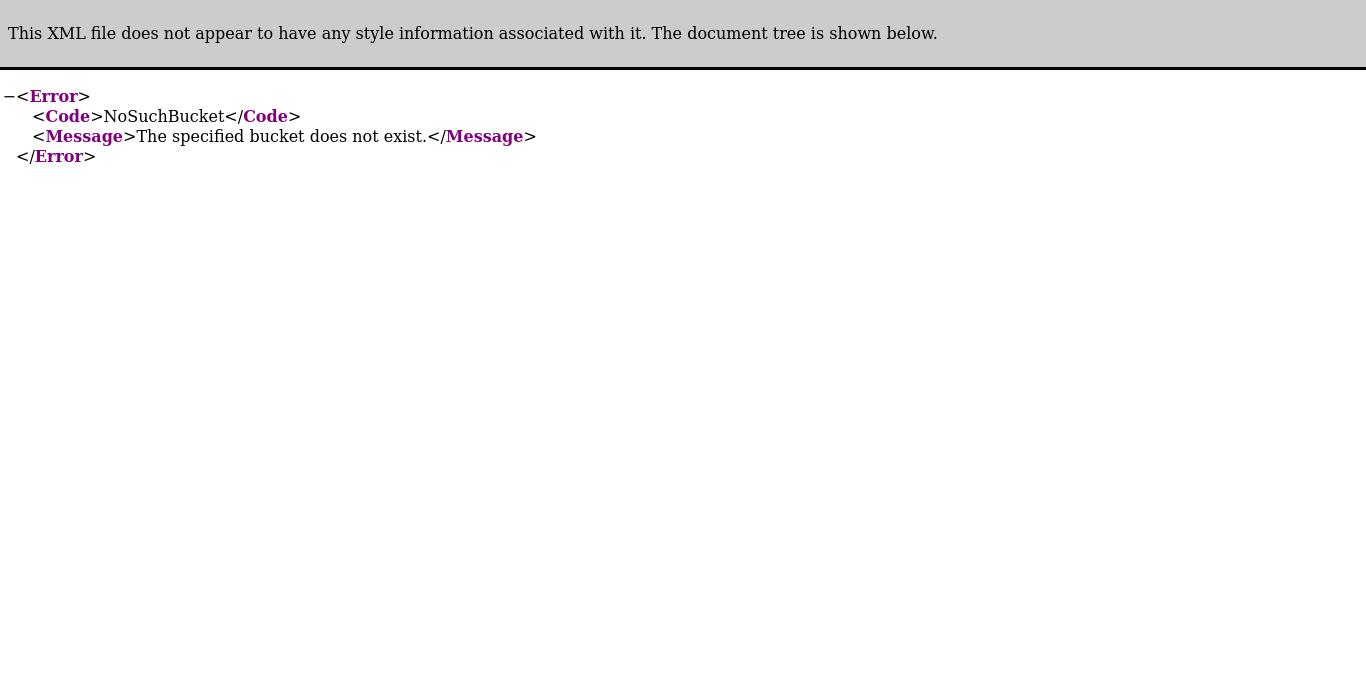 This XML file does not appear to have any style information associated with it. The document tree is shown below.
−<Error>
<Code>NoSuchBucket</Code>
<Message>The specified bucket does not exist.</Message>
</Error>